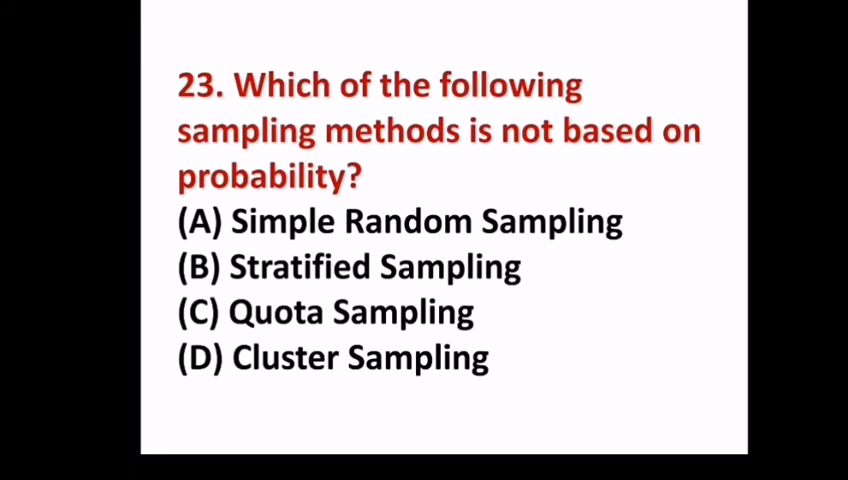 23. Which of the following
sampling methods is not based on
probability?
(A) Simple Random Sampling
(B) Stratified Sampling
(C) Quota Sampling
(D) Cluster Sampling